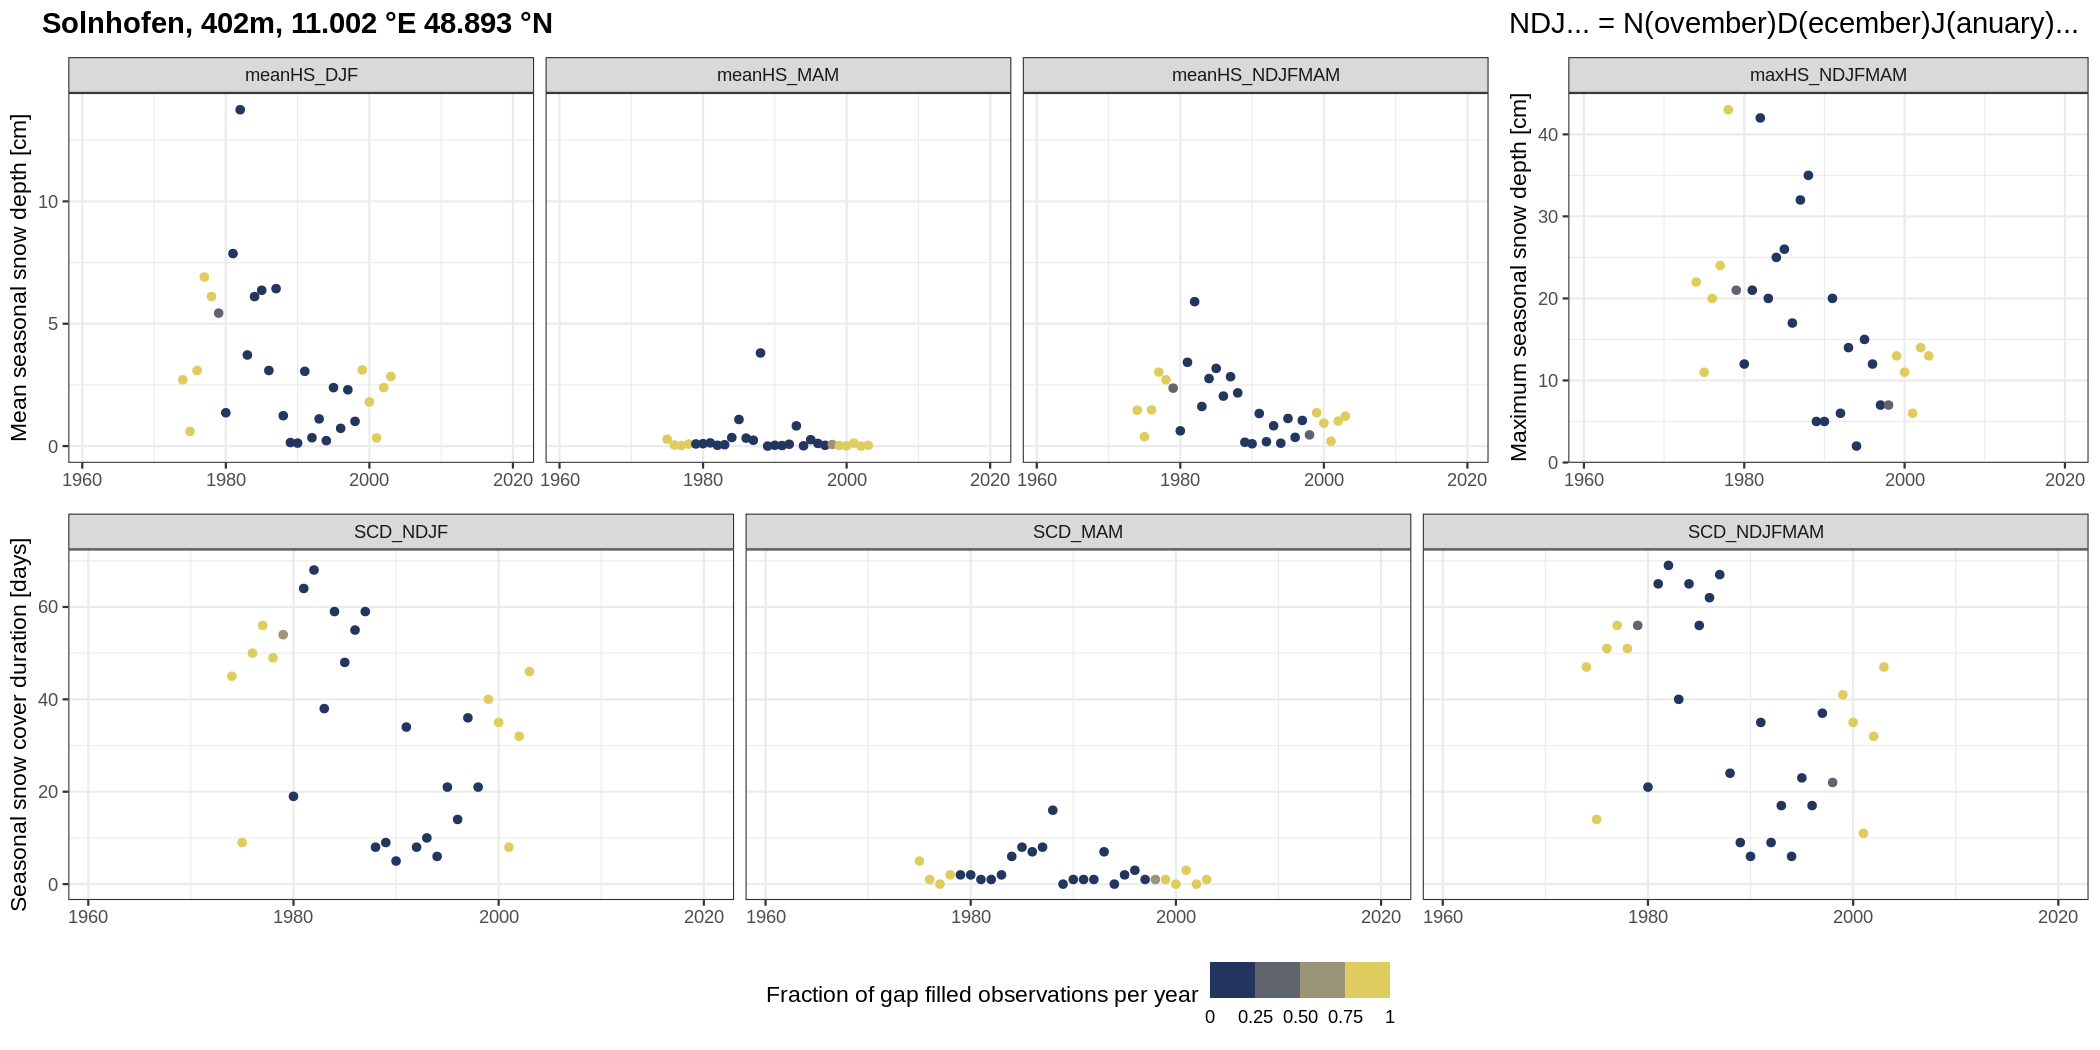 Solnhofen, 402m, 11.002 °E 48.893 °N
NDJ... = N(ovember)D(ecember)J(anuary)...
meanHS_DJF
meanHS_MAM
meanHS_NDJFMAM
maxHS_NDJFMAM
Mean seasonal snow depth [cm]
10
5
0
1960 1980 2000 2020
1960 1980 2000 2020
1960 1980 2000 2020
Maximum seasonal snow depth [cm]
40
30
20
10
0
1960 1980 2000 2020
SCD_NDJF
SCD_MAM
SCD_NDJFMAM
Seasonal snow cover duration [days]
60
40
20
0
1960 1980 2000 2020
1960 1980 2000 2020
1960 1980 2000 2020
Fraction of gap filled observations per year
0 0.25 0.50 0.75 1